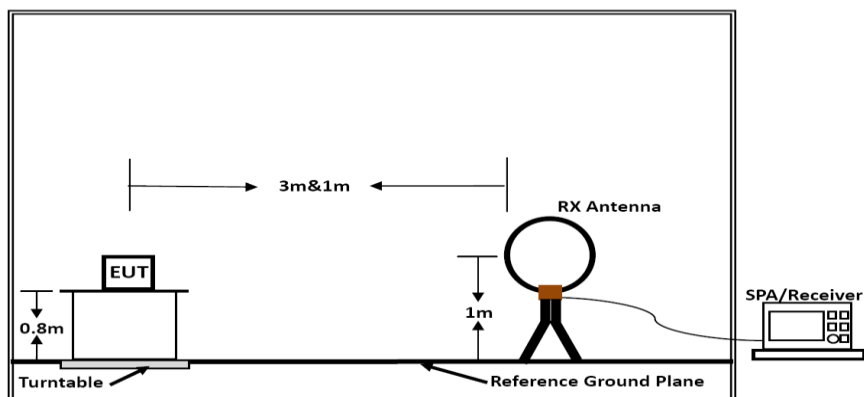 3m&1m
RX Antenna
EUT
SPA/Receiver
0.8m
1m
Turntable
Reference Ground Plane